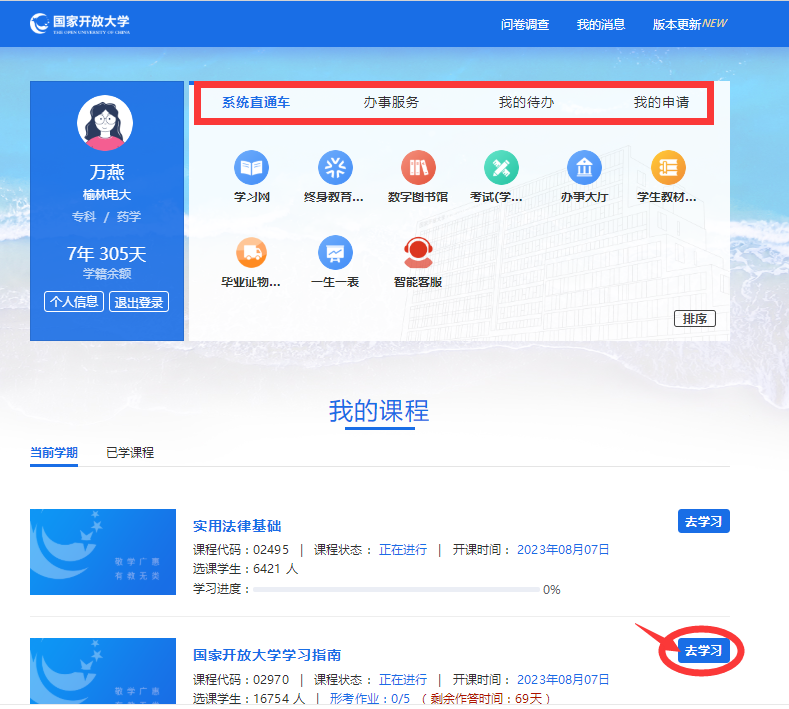 国家开放大学
THE OPEN UNIVERSITY OF CHINA
问卷调查 我的消息 版本更新NEW
系统直通车 办事服务 我的待办 我的申请
万燕
榆林电大
专科 / 药学
7年 305天
学籍余额
个人信息 退出登录
学习网 终身教育... 数字图书馆 考试(学... 办事大厅 学生教材...
毕业证物... 一生一表 智能客服
排序
我的课程
当前学期 已学课程
敬学广惠
有教无类
实用法律基础
去学习
课程代码：02495 | 课程状态： 正在进行 | 开课时间： 2023年08月07日
选课学生：6421 人
学习进度： 0%
敬学广惠
有教无类
国家开放大学学习指南
去学习
课程代码：02970 | 课程状态： 正在进行 | 开课时间： 2023年08月07日
选课学生：16754 人 | 形考作业：0/5 （ 剩余作答时间：69天 ）